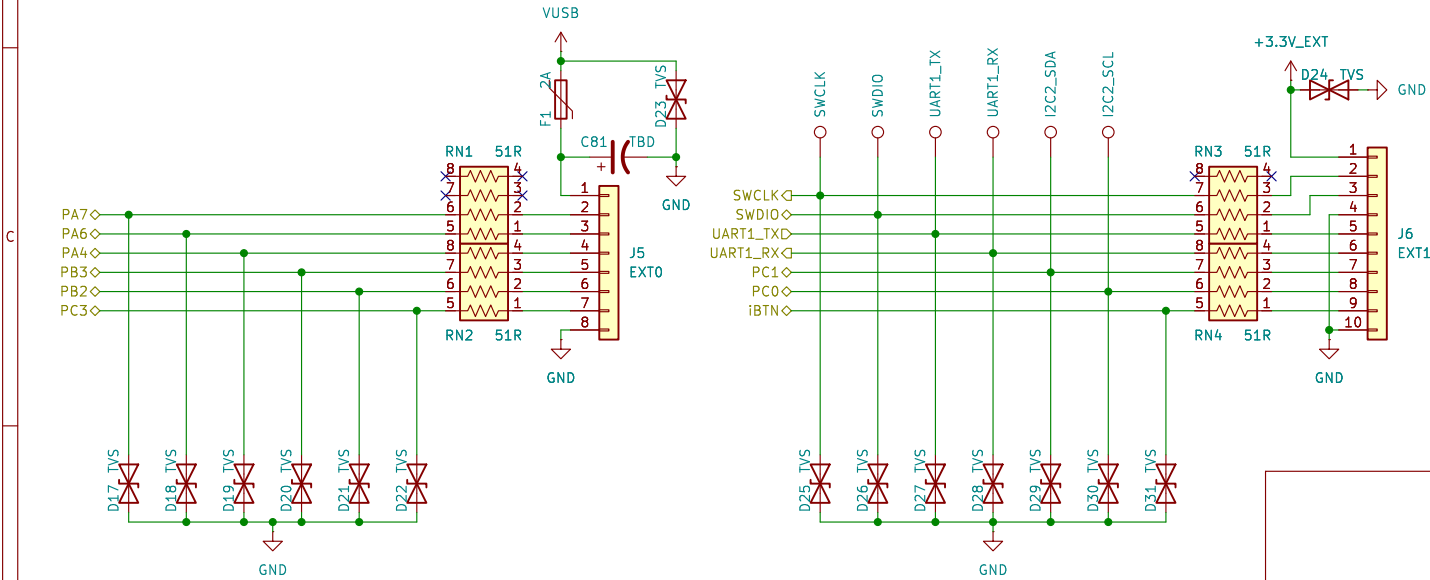 VUSB
2A
F1
TVS
D23
C81
TBD
+
GND
RN1 51R
8 4
7 3
6 2
5 1
8 4
7 3
6 2
5 1
RN2 51R
PA7
PA6
PA4
PB3
PB2
PC3
1
2
3
4
5
6
7
8
J5
EXT0
GND
D17 TVS
D18 TVS
D19 TVS
D20 TVS
D21 TVS
D22 TVS
GND
C
SWCLK
SWDIO
UART1_TX
UART1_RX
I2C2_SDA
I2C2_SCL
+3.3V_EXT
D24 TVS
GND
RN3 51R
8 4
7 3
6 2
5 1
8 4
7 3
6 2
5 1
RN4 51R
SWCLK
SWDIO
UART1_TX
UART1_RX
PC1
PC0
iBTN
1
2
3
4
5
6
7
8
9
10
J6
EXT1
GND
D25 TVS
D26 TVS
D27 TVS
D28 TVS
D29 TVS
D30 TVS
D31 TVS
GND